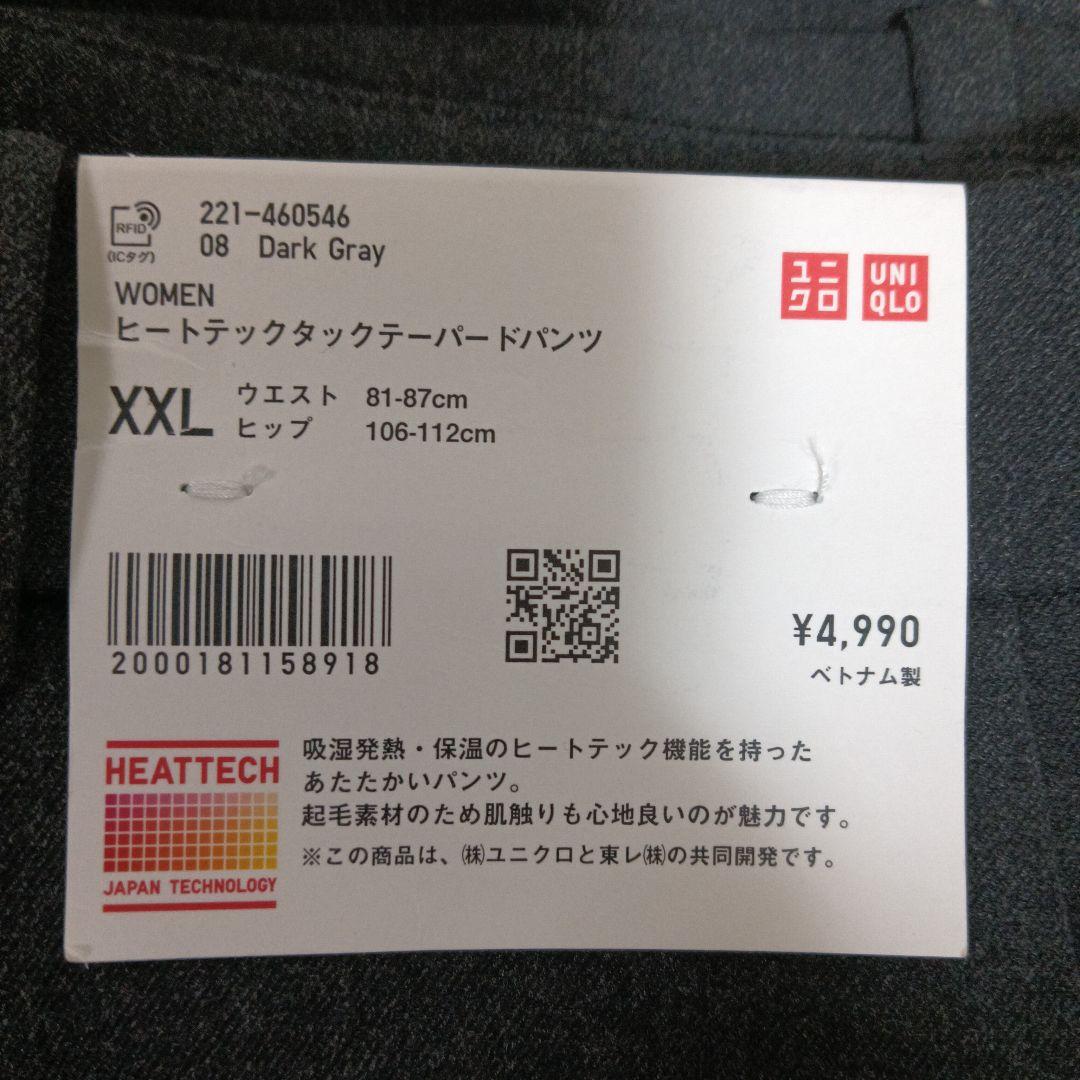 RFID
(ICタグ)
221-460546
08 Dark Gray
WOMEN
ヒートテックタックテーパードパンツ
XXL
ウエスト 81-87cm
ヒップ 106-112cm
ユニ
クロ
UNI
QLO
2000181158918
¥4,990
ベトナム製
HEATTECH
JAPAN TECHNOLOGY
吸湿発熱・保温のヒートテック機能を持った
あたたかいパンツ。
起毛素材のため肌触りも心地良いのが魅力です。
※この商品は、㈱ユニクロと東レ㈱の共同開発です。